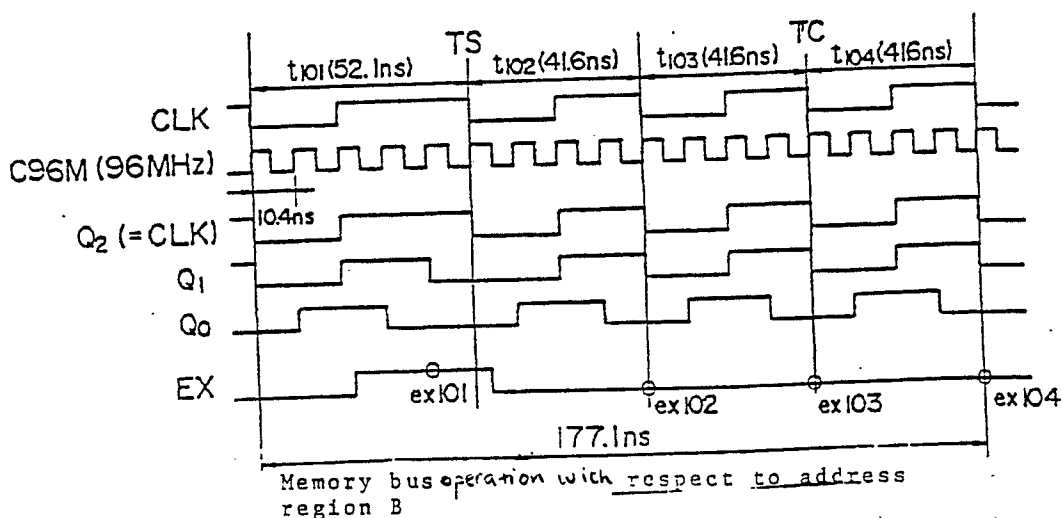 TS TC
t101(52.1ns) t102(41.6ns) t103(41.6ns) t104(41.6ns)
CLK
C96M (96MHz)
10.4ns
Q2 (=CLK)
Q1
Q0
EX
ex101 ex102 ex103 ex104
177.1ns
Memory bus operation with respect to address
region B